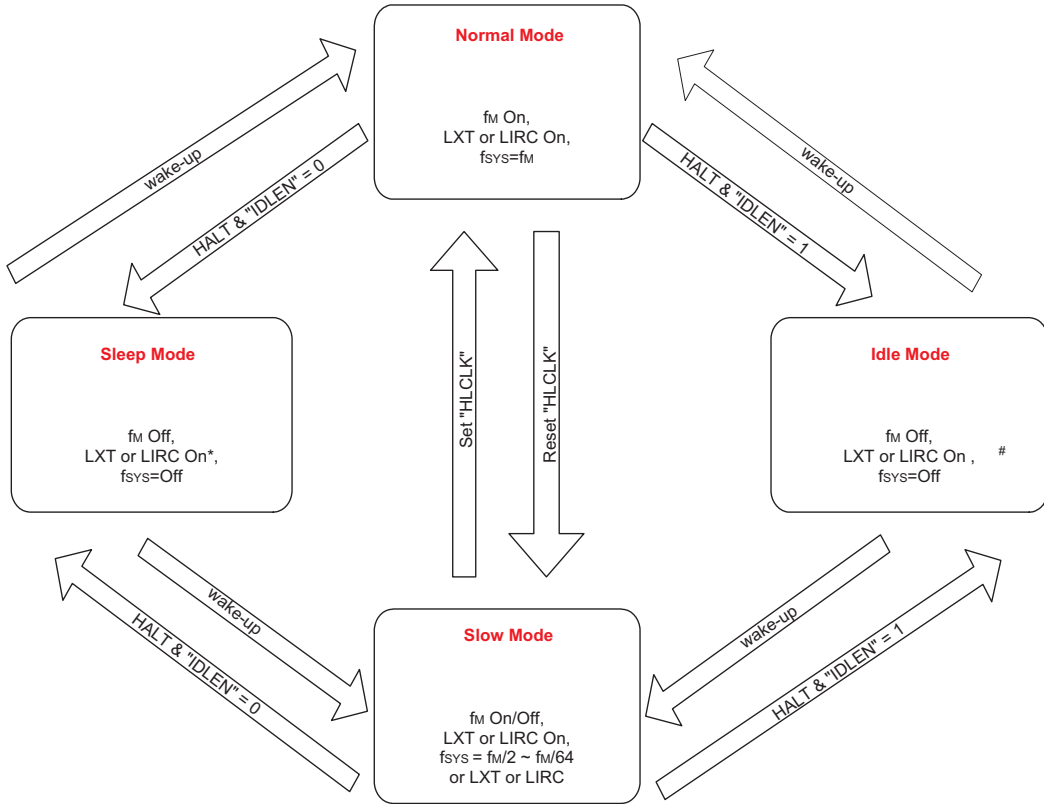 Normal Mode
fM On,
LXT or LIRC On,
fSYS=fM
wake-up
HALT & "IDLEN" = 0
HALT & "IDLEN" = 1
wake-up
Sleep Mode
fM Off,
LXT or LIRC On*,
fSYS=Off
Set "HLCLK"
Reset "HLCLK"
Idle Mode
fM Off,
LXT or LIRC On , #
fSYS=Off
wake-up
HALT & "IDLEN" = 0
wake-up
HALT & "IDLEN" = 1
Slow Mode
fM On/Off,
LXT or LIRC On,
fSYS = fM/2 ~ fM/64
or LXT or LIRC